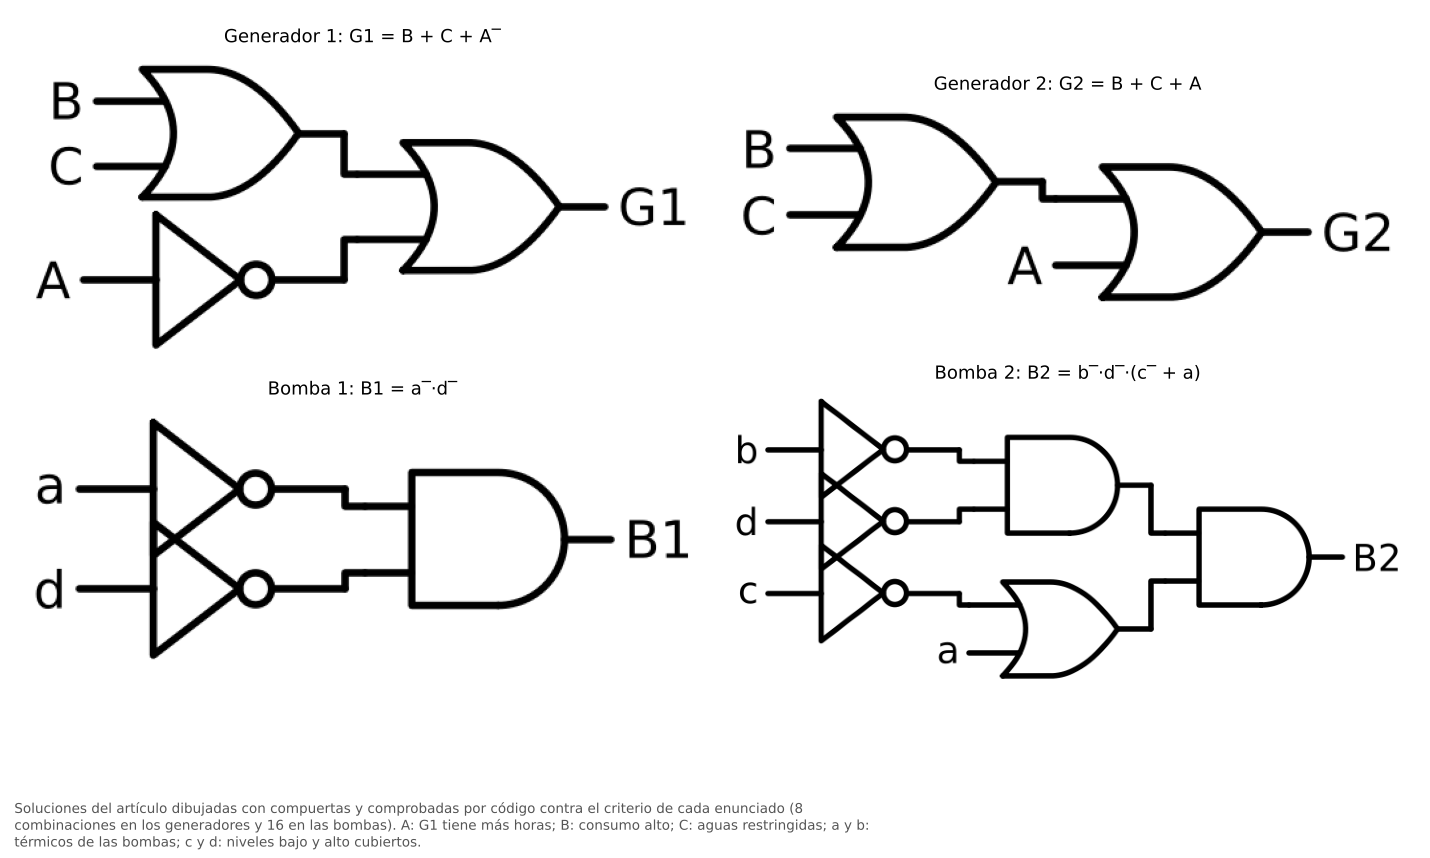 Generador 1: G1 = B + C + A‾
B
C
A
G1
Generador 2: G2 = B + C + A
B
C
A
G2
Bomba 1: B1 = a‾·d‾
a
d
B1
Bomba 2: B2 = b‾·d‾·(c‾ + a)
b
d
c
a
B2
Soluciones del artículo dibujadas con compuertas y comprobadas por código contra el criterio de cada enunciado (8
combinaciones en los generadores y 16 en las bombas). A: G1 tiene más horas; B: consumo alto; C: aguas restringidas; a y b:
térmicos de las bombas; c y d: niveles bajo y alto cubiertos.